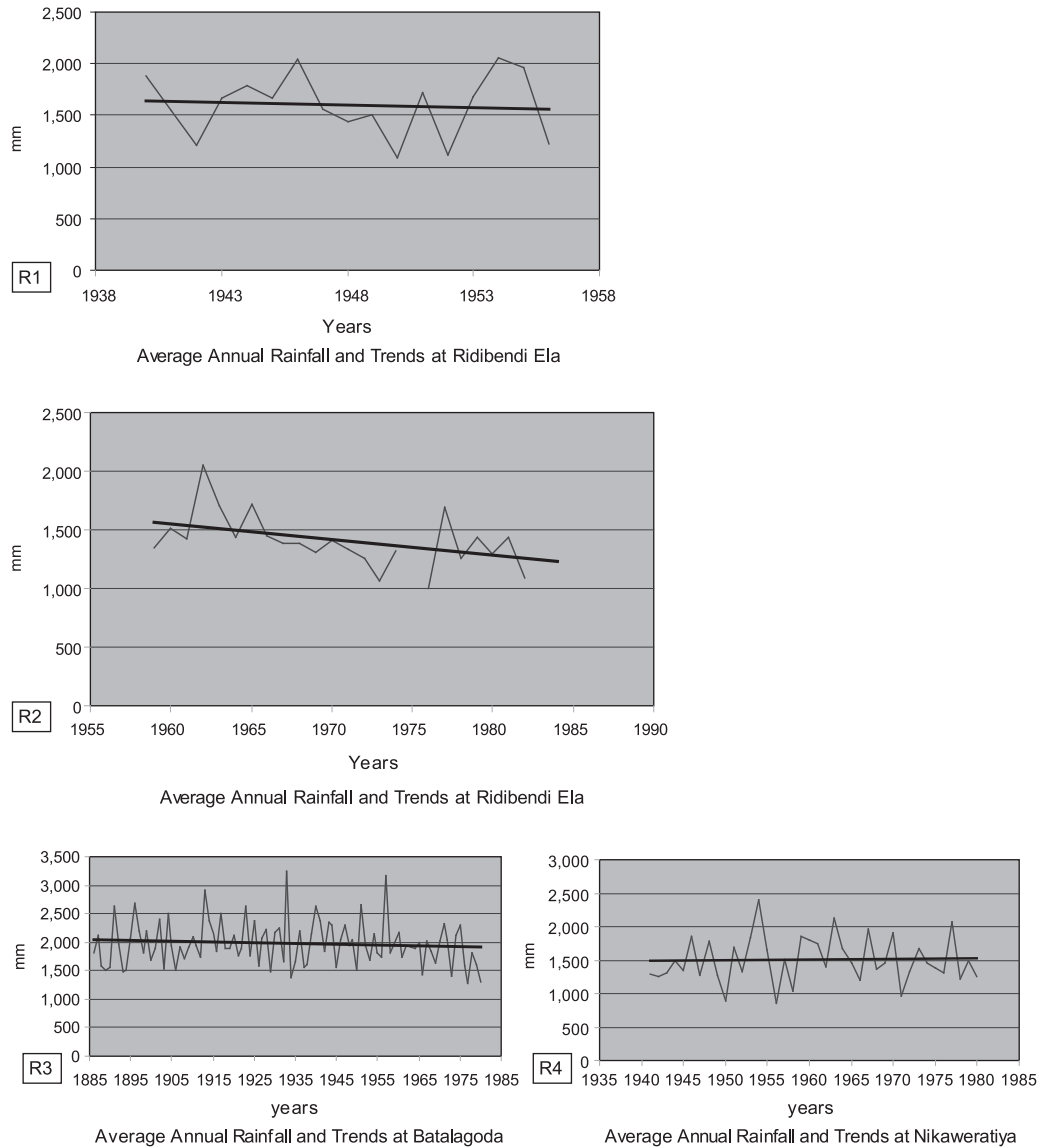 2,500
2,000
1,500
mm
1,000
500
0
R1
1938 1943 1948 1953 1958
Years
Average Annual Rainfall and Trends at Ridibendi Ela
2,500
2,000
1,500
mm
1,000
500
0
R2
1955 1960 1965 1970 1975 1980 1985 1990
Years
Average Annual Rainfall and Trends at Ridibendi Ela
3,500
3,000
2,500
2,000
mm
1,500
1,000
500
0
R3
1885 1895 1905 1915 1925 1935 1945 1955 1965 1975 1985
years
Average Annual Rainfall and Trends at Batalagoda
3,000
2,500
2,000
mm
1,500
1,000
500
0
R4
1935 1940 1945 1950 1955 1960 1965 1970 1975 1980 1985
years
Average Annual Rainfall and Trends at Nikaweratiya